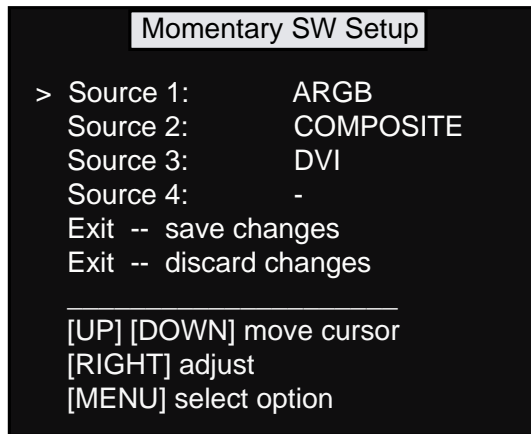 Momentary SW Setup
> Source 1: ARGB
Source 2: COMPOSITE
Source 3: DVI
Source 4: -
Exit -- save changes
Exit -- discard changes
______________________
[UP] [DOWN] move cursor
[RIGHT] adjust
[MENU] select option